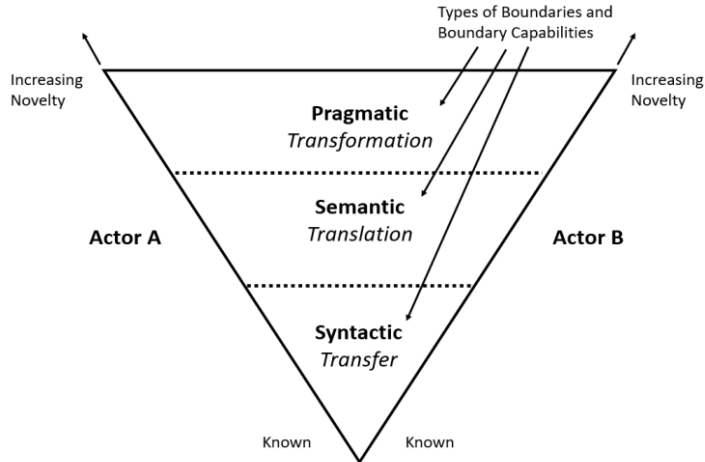 Types of Boundaries and
Boundary Capabilities
Increasing
Novelty
Increasing
Novelty
Pragmatic
Transformation
Semantic
Translation
Actor A
Actor B
Syntactic
Transfer
Known
Known